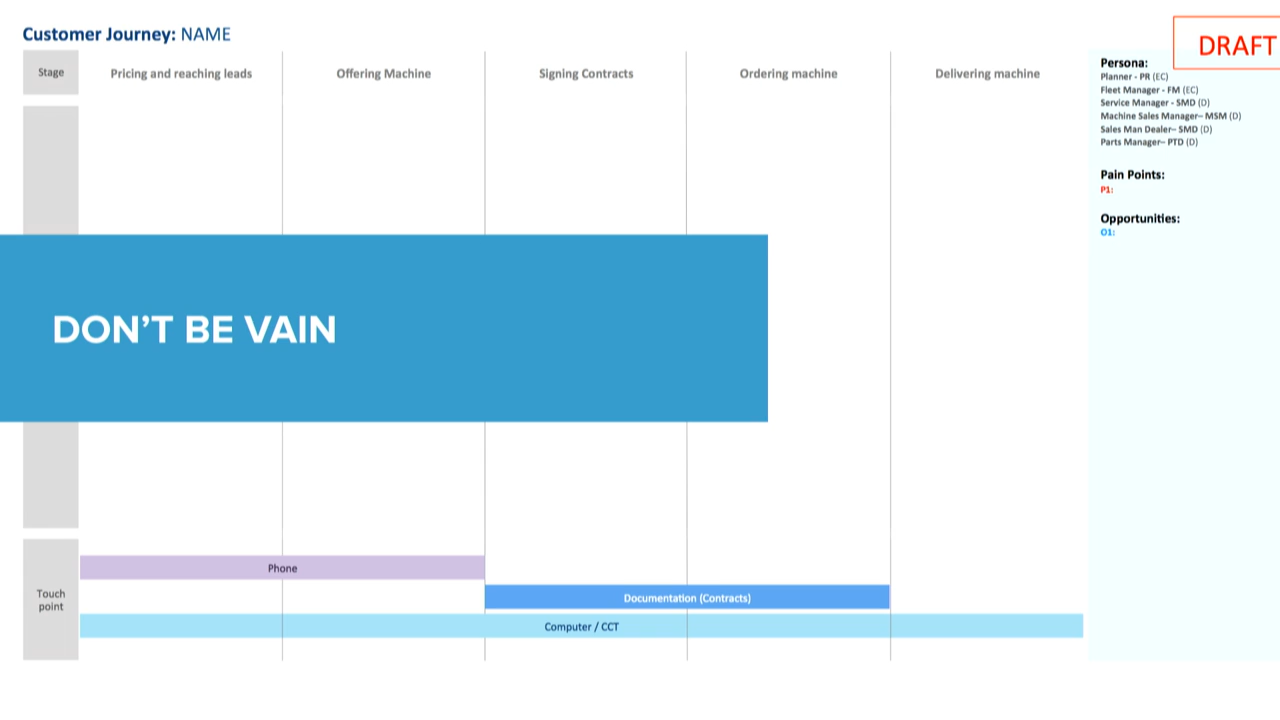 Customer Journey: NAME
DRAFT
Stage
Pricing and reaching leads
Offering Machine
Signing Contracts
Ordering machine
Delivering machine
Persona:
Planner - PR (EC)
Fleet Manager - FM (EC)
Service Manager - SMD (D)
Machine Sales Manager– MSM (D)
Sales Man Dealer– SMD (D)
Parts Manager– PTD (D)
Pain Points:
P1:
Opportunities:
O1:
DON’T BE VAIN
Touch
point
Phone
Documentation (Contracts)
Computer / CCT